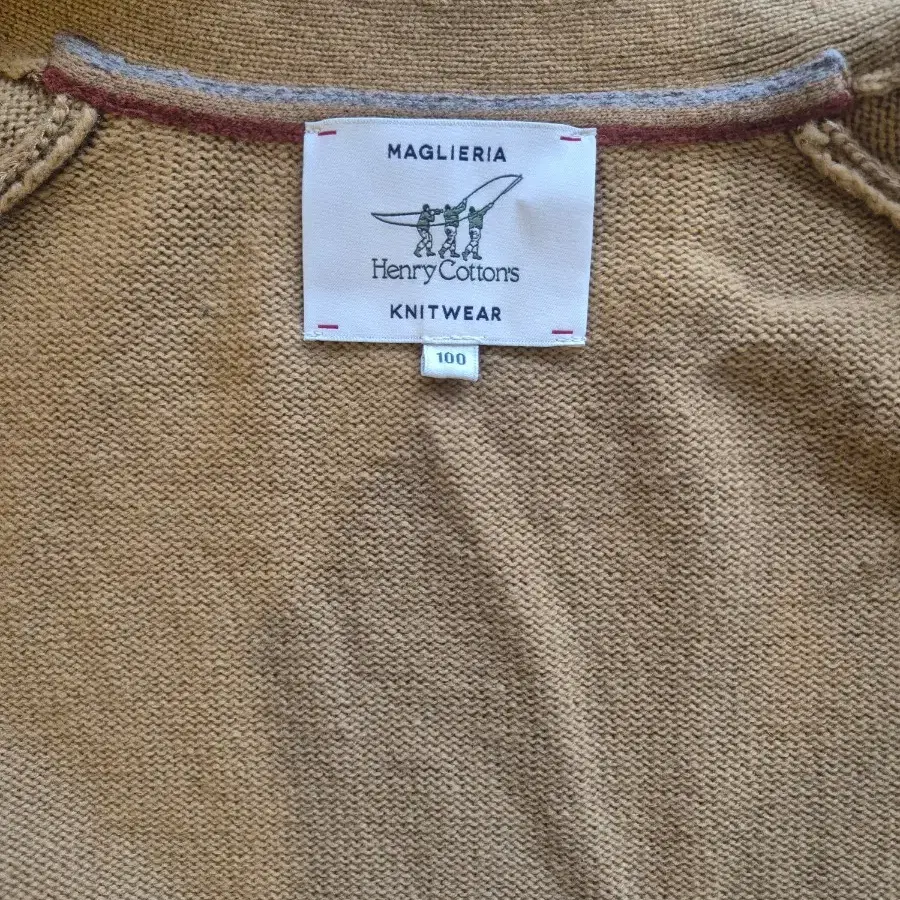 MAGLIERIA
Henry Cotton's
KNITWEAR
100